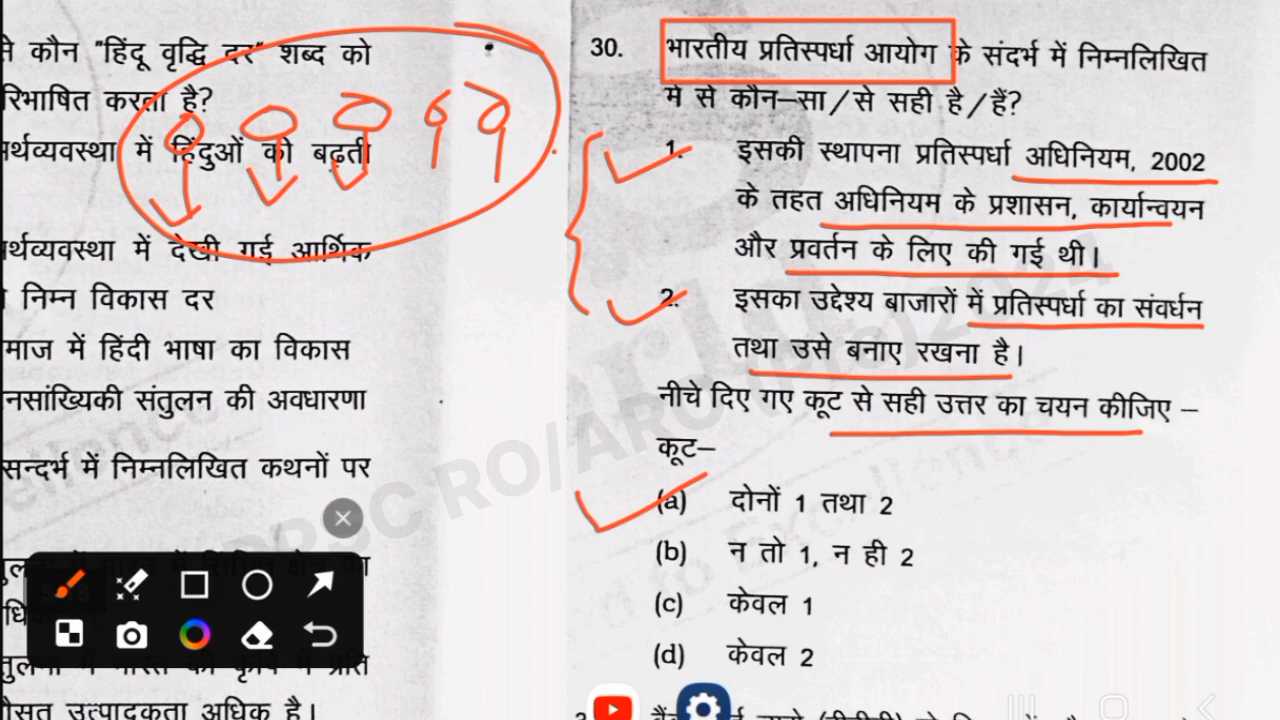 से कौन "हिंदू वृद्धि दर" शब्द को
रिभाषित करता है?
अर्थव्यवस्था में हिंदुओं की बढ़ती
अर्थव्यवस्था में देखी गई आर्थिक
निम्न विकास दर
माज में हिंदी भाषा का विकास
नसांख्यिकी संतुलन की अवधारणा
सन्दर्भ में निम्नलिखित कथनों पर
औसत उत्पादकता अधिक है।
30. भारतीय प्रतिस्पर्धा आयोग के संदर्भ में निम्नलिखित
में से कौन–सा/से सही है/हैं?
1. इसकी स्थापना प्रतिस्पर्धा अधिनियम, 2002
के तहत अधिनियम के प्रशासन, कार्यान्वयन
और प्रवर्तन के लिए की गई थी।
2. इसका उद्देश्य बाजारों में प्रतिस्पर्धा का संवर्धन
तथा उसे बनाए रखना है।
नीचे दिए गए कूट से सही उत्तर का चयन कीजिए –
कूट–
(a) दोनों 1 तथा 2
(b) न तो 1, न ही 2
(c) केवल 1
(d) केवल 2